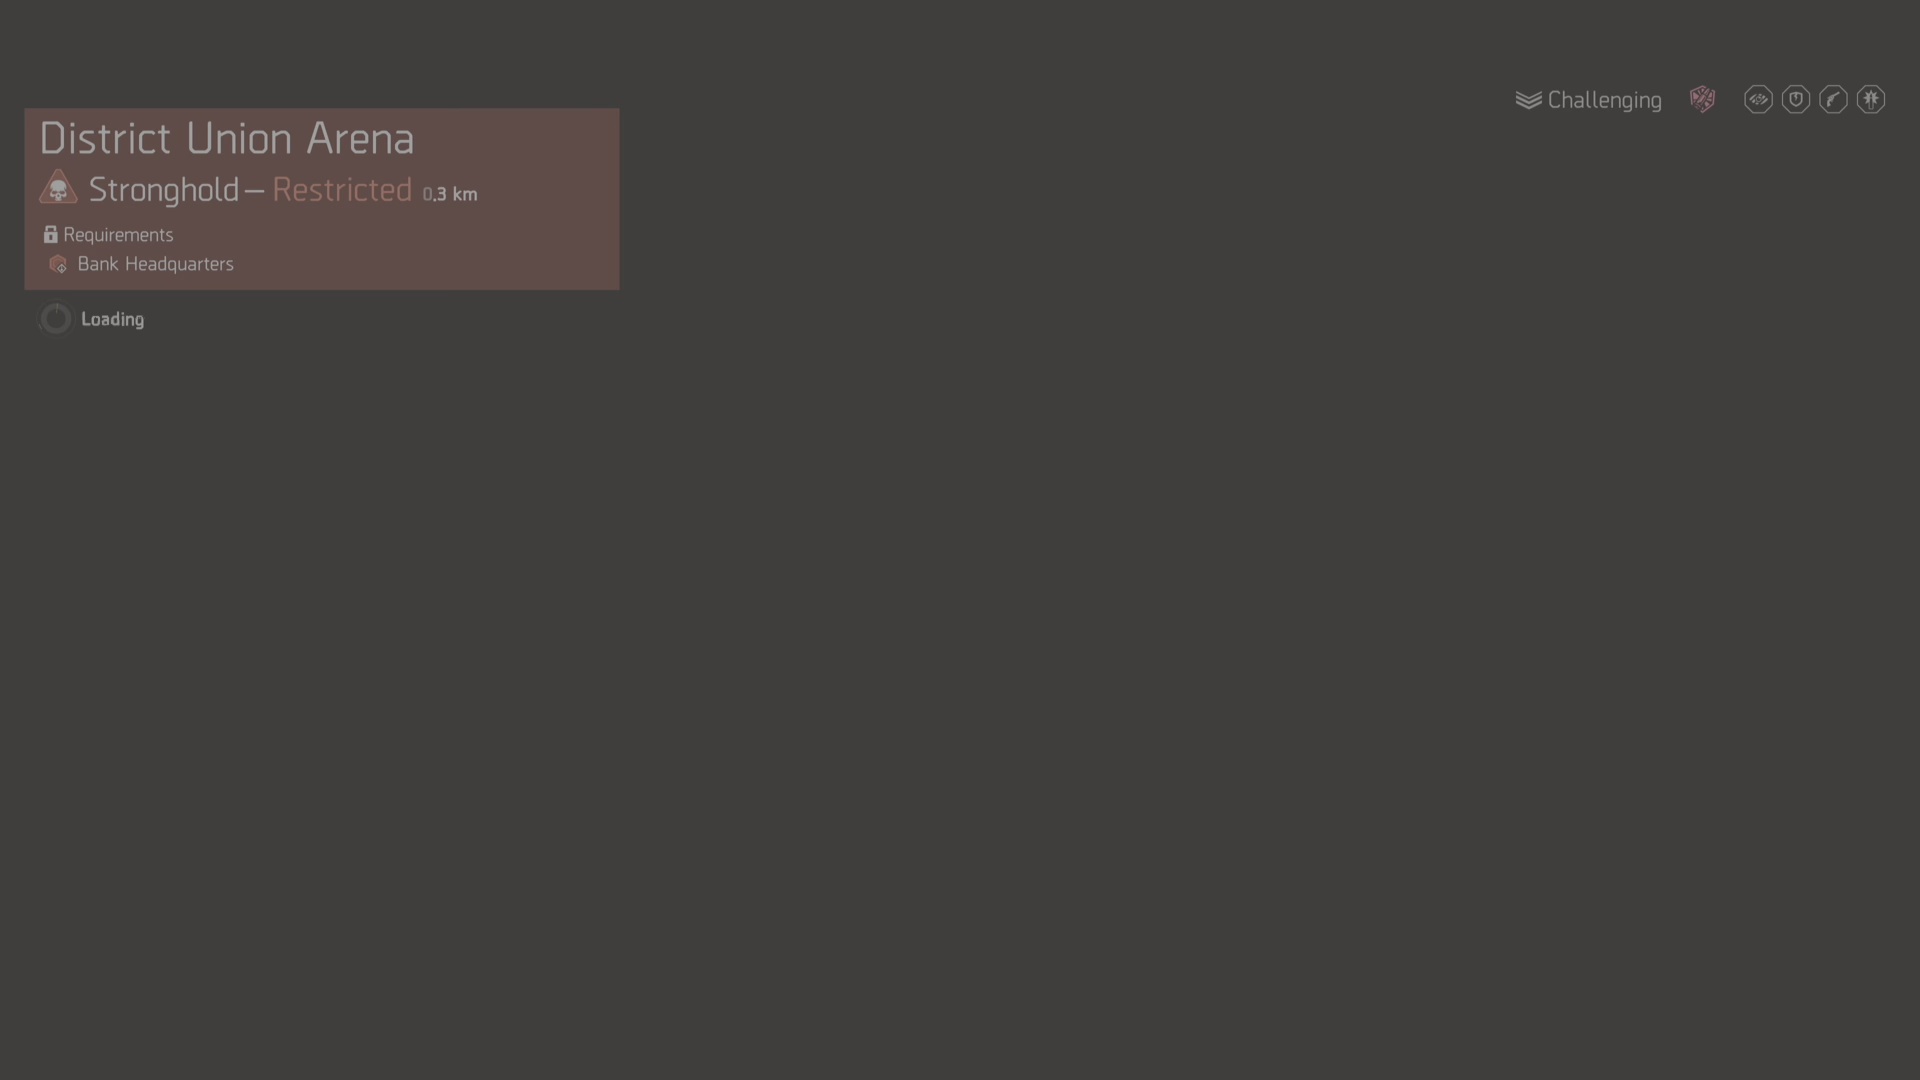 Challenging
District Union Arena
Stronghold — Restricted 0.3 km
Requirements
Bank Headquarters
Loading